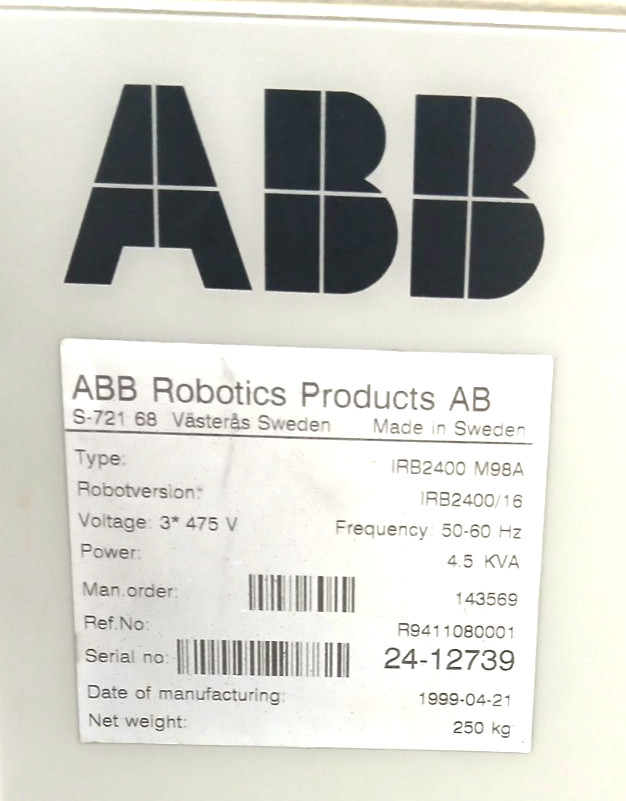 ABB
ABB Robotics Products AB
S-721 68 Västerås Sweden Made in Sweden
Type: IRB2400 M98A
Robotversion: IRB2400/16
Voltage: 3* 475 V Frequency: 50-60 Hz
Power: 4.5 KVA
Man.order: 143569
Ref.No: R9411080001
Serial no: 24-12739
Date of manufacturing: 1999-04-21
Net weight: 250 kg